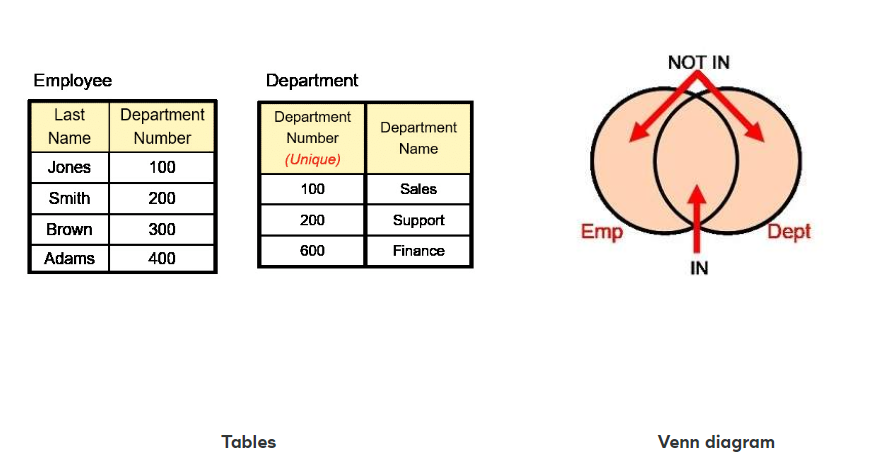 Employee
Last Name
Department Number
Jones
100
Smith
200
Brown
300
Adams
400
Department
Department Number (Unique)
Department Name
100
Sales
200
Support
600
Finance
NOT IN
Emp
Dept
IN
Tables
Venn diagram